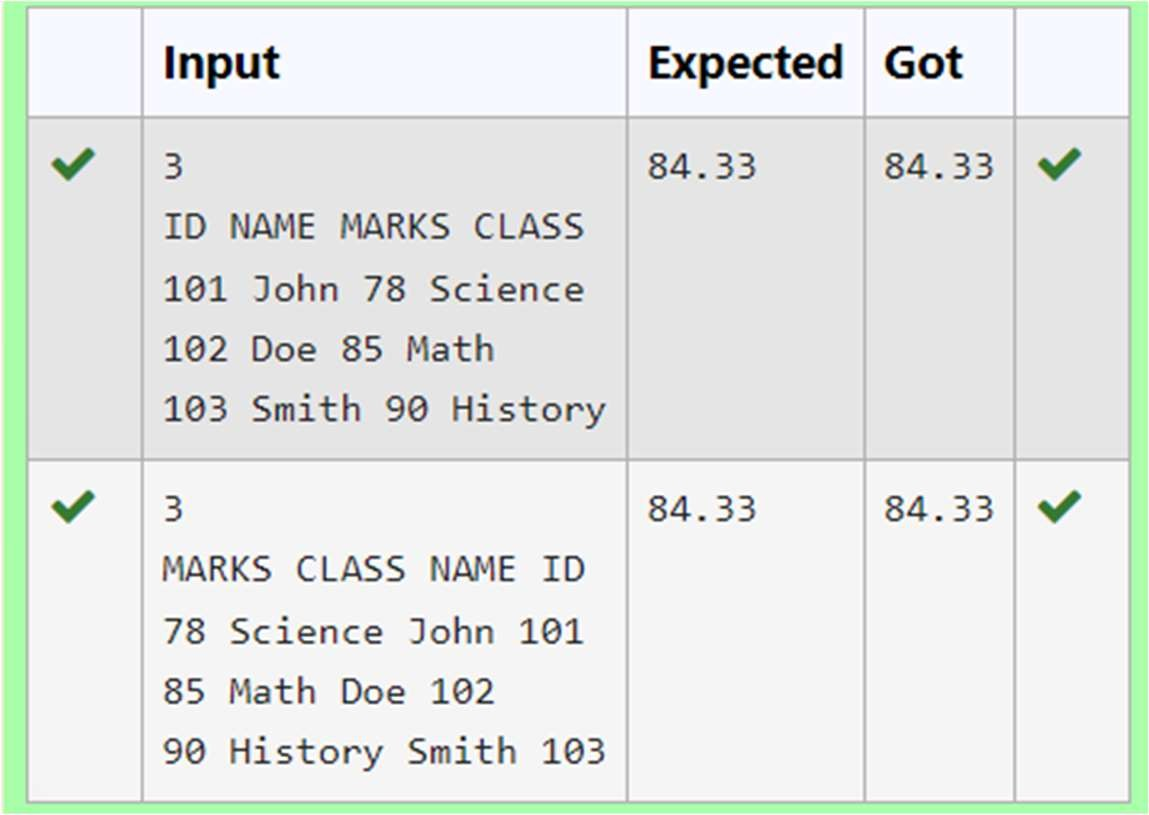 Input Expected Got
3 84.33 84.33
ID NAME MARKS CLASS
101 John 78 Science
102 Doe 85 Math
103 Smith 90 History
3 84.33 84.33
MARKS CLASS NAME ID
78 Science John 101
85 Math Doe 102
90 History Smith 103